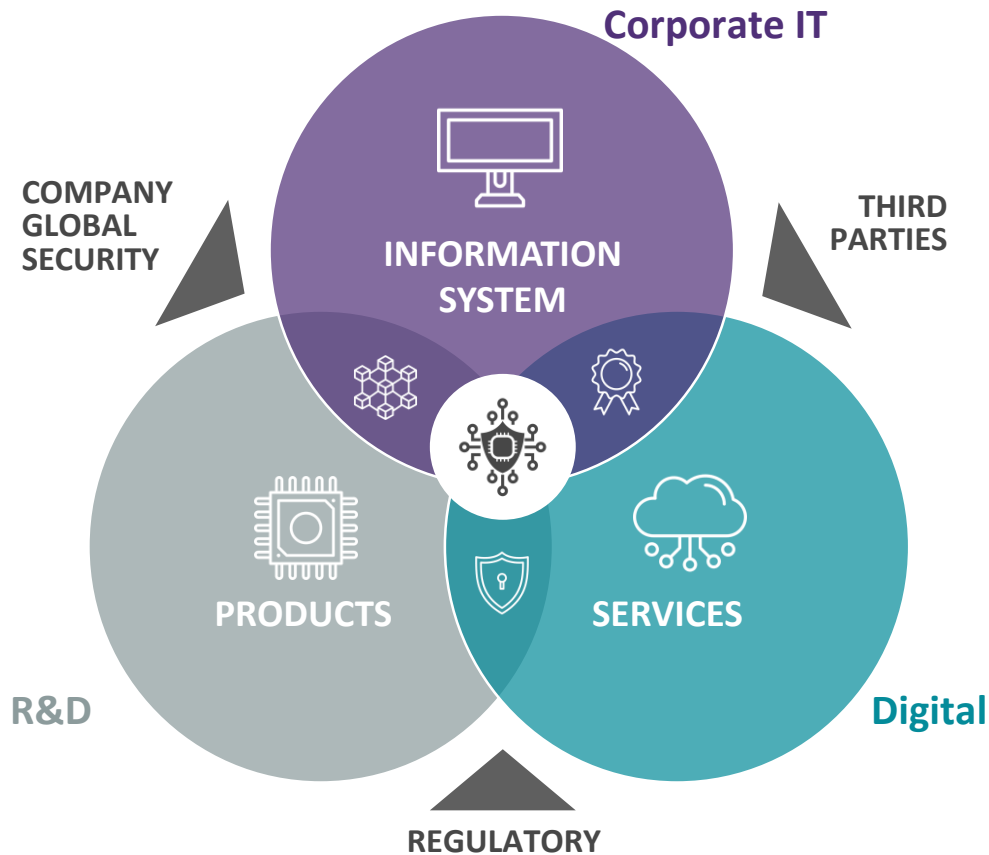 Corporate IT
COMPANY
GLOBAL
SECURITY
THIRD
PARTIES
INFORMATION
SYSTEM
PRODUCTS
SERVICES
R&D
Digital
REGULATORY